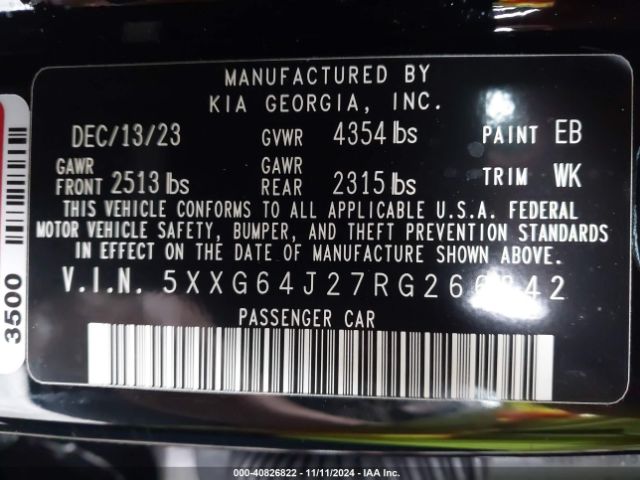 MANUFACTURED BY
KIA GEORGIA, INC.
DEC/13/23 GVWR 4354 lbs PAINT EB
GAWR FRONT 2513 lbs GAWR REAR 2315 lbs TRIM WK
THIS VEHICLE CONFORMS TO ALL APPLICABLE U.S.A. FEDERAL
MOTOR VEHICLE SAFETY, BUMPER, AND THEFT PREVENTION STANDARDS
IN EFFECT ON THE DATE OF MANUFACTURE SHOWN ABOVE.
V.I.N.
PASSENGER CAR
3500
000-40826822 - 11/11/2024 - IAA Inc.